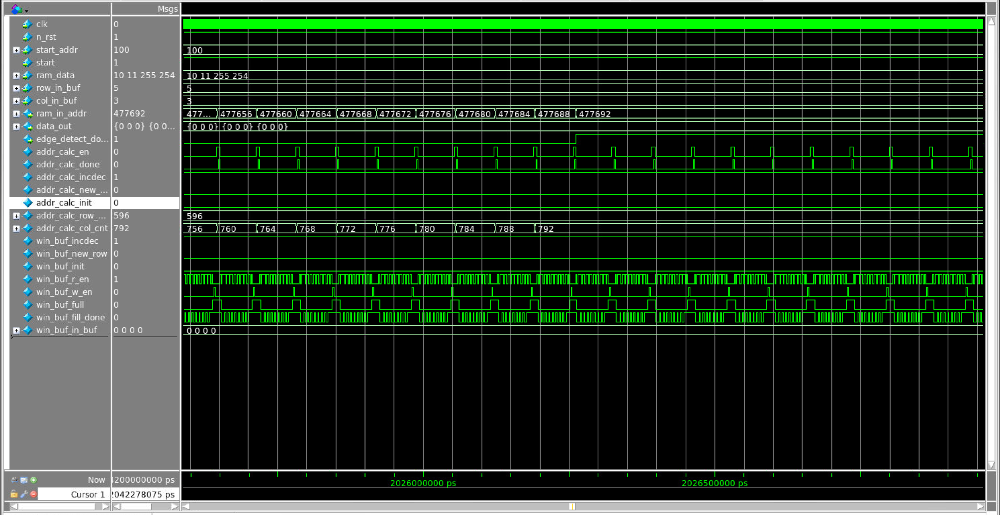 Msgs
clk 0
n_rst 1
start_addr 100 100
start 1
ram_data 10 11 255 254 10 11 255 254
row_in_buf 5 5
col_in_buf 3 3
ram_in_addr 477692 477... 477656 477660 477664 477668 477672 477676 477680 477684 477688 477692
data_out {0 0 0} {0 0... {0 0 0} {0 0 0} {0 0 0}
edge_detect_do... 1
addr_calc_en 0
addr_calc_done 0
addr_calc_incdec 1
addr_calc_new_... 0
addr_calc_init 0
addr_calc_row_... 596 596
addr_calc_col_cnt 792 756 760 764 768 772 776 780 784 788 792
win_buf_incdec 1
win_buf_new_row 0
win_buf_init 0
win_buf_r_en 1
win_buf_w_en 0
win_buf_full 0
win_buf_fill_done 0
win_buf_in_buf 0 0 0 0 0 0 0 0
Now 4200000000 ps 2026000000 ps 2026500000 ps
Cursor 1 2042278075 ps